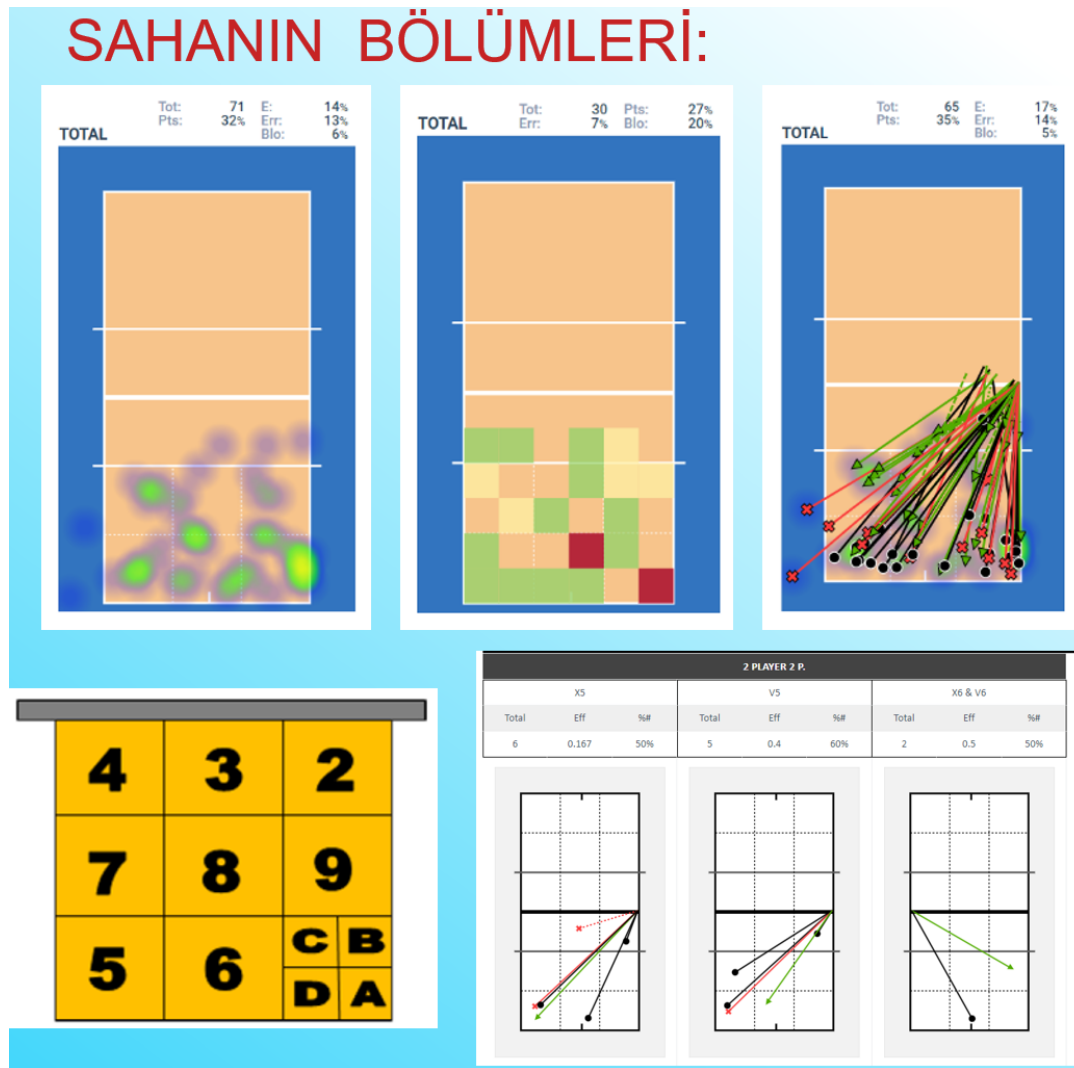 SAHANIN BÖLÜMLERİ:
TOTAL
Tot: 71 E: 14%
Pts: 32% Err: 13%
Blo: 6%
TOTAL
Tot: 30 Pts: 27%
Err: 7% Blo: 20%
TOTAL
Tot: 65 E: 17%
Pts: 35% Err: 14%
Blo: 5%
4 3 2
7 8 9
5 6 C B
D A
2 PLAYER 2 P.
X5 V5 X6 & V6
Total Eff %# Total Eff %# Total Eff %#
6 0.167 50% 5 0.4 60% 2 0.5 50%